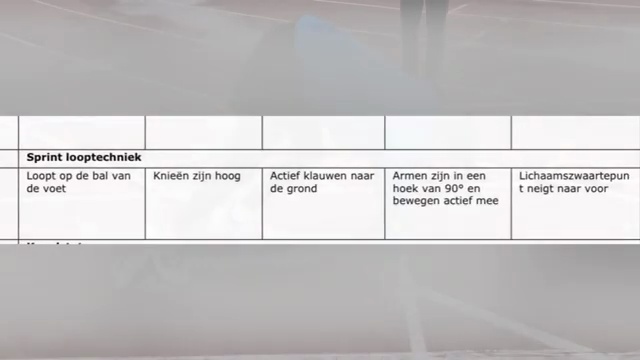 Sprint looptechniek
Loopt op de bal van
de voet
Knieën zijn hoog
Actief klauwen naar
de grond
Armen zijn in een
hoek van 90° en
bewegen actief mee
Lichaamszwaartepun
t neigt naar voor